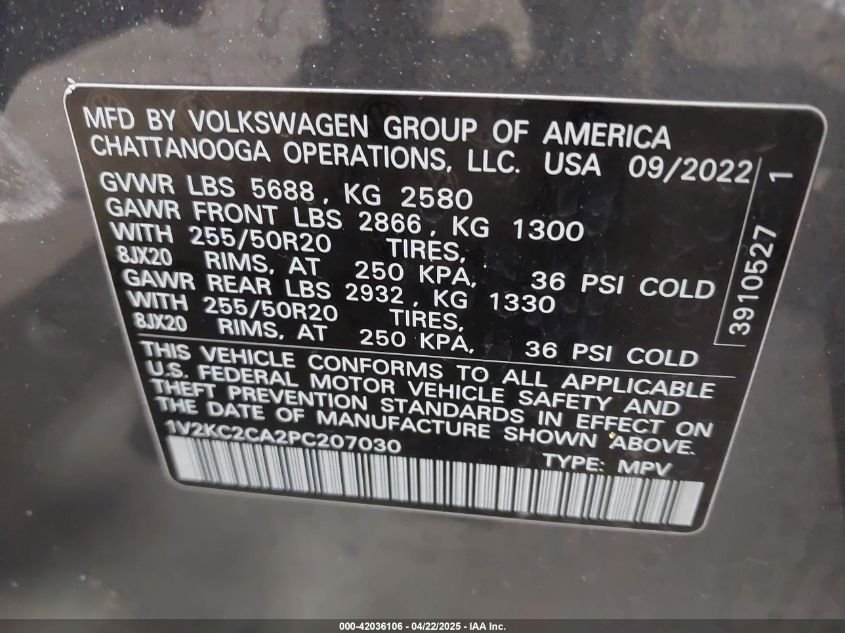 MFD BY VOLKSWAGEN GROUP OF AMERICA
CHATTANOOGA OPERATIONS, LLC. USA 09/2022
GVWR LBS 5688, KG 2580
GAWR FRONT LBS 2866, KG 1300
WITH 255/50R20 TIRES,
8JX20 RIMS, AT 250 KPA, 36 PSI COLD
GAWR REAR LBS 2932, KG 1330
WITH 255/50R20 TIRES,
8JX20 RIMS, AT 250 KPA, 36 PSI COLD
THIS VEHICLE CONFORMS TO ALL APPLICABLE
U.S. FEDERAL MOTOR VEHICLE SAFETY AND
THEFT PREVENTION STANDARDS IN EFFECT ON
THE DATE OF MANUFACTURE SHOWN ABOVE.
1V2KC2CA2PC207030 TYPE: MPV
3910527 1
000-42036106 - 04/22/2025 - IAA Inc.